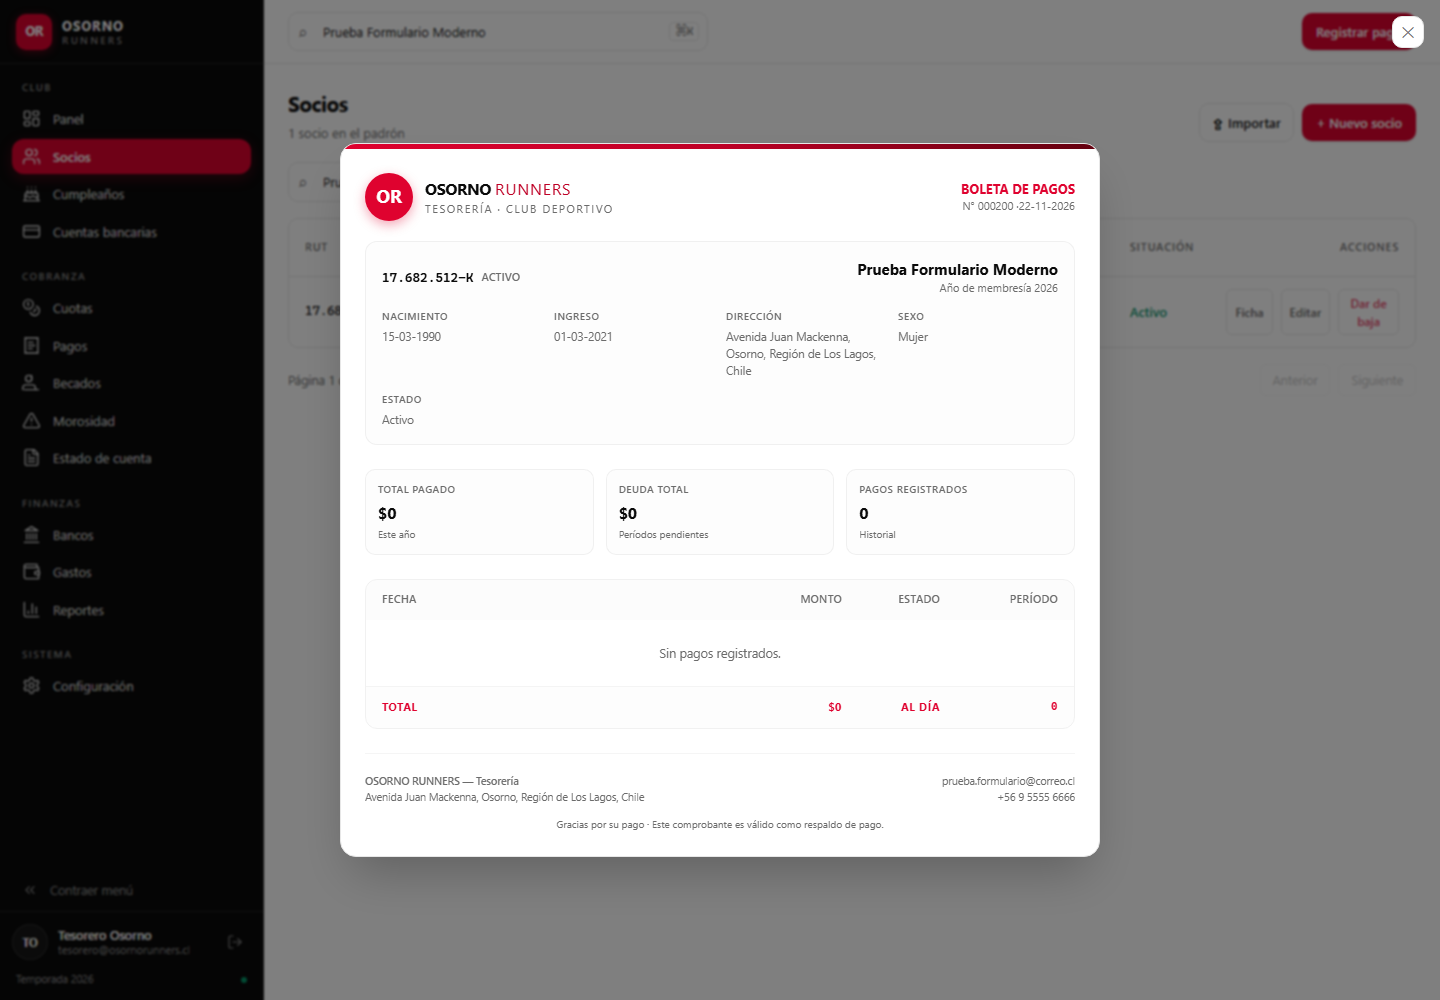 OR
OSORNO
RUNNERS
CLUB
Panel
Socios
Cumpleaños
Cuentas bancarias
COBRANZA
Cuotas
Pagos
Becados
Morosidad
Estado de cuenta
FINANZAS
Bancos
Gastos
Reportes
SISTEMA
Configuración
Contraer menú
TO
Tesorero Osorno
tesorero@osornorunners.cl
Temporada 2026
Prueba Formulario Moderno
⌘K
Registrar
Socios
1 socio en el padrón
Importar
+ Nuevo socio
RUT
SITUACIÓN
ACCIONES
Activo
Ficha
Editar
Dar de
baja
Página 1
Anterior
Siguiente
OR
OSORNO RUNNERS
TESORERÍA · CLUB DEPORTIVO
BOLETA DE PAGOS
N° 000200 ·22-11-2026
17.682.512–K ACTIVO
Prueba Formulario Moderno
Año de membresía 2026
NACIMIENTO
15-03-1990
INGRESO
01-03-2021
DIRECCIÓN
Avenida Juan Mackenna,
Osorno, Región de Los Lagos,
Chile
SEXO
Mujer
ESTADO
Activo
TOTAL PAGADO
$0
Este año
DEUDA TOTAL
$0
Períodos pendientes
PAGOS REGISTRADOS
0
Historial
FECHA MONTO ESTADO PERÍODO
Sin pagos registrados.
TOTAL $0 AL DÍA 0
OSORNO RUNNERS — Tesorería
Avenida Juan Mackenna, Osorno, Región de Los Lagos, Chile
prueba.formulario@correo.cl
+56 9 5555 6666
Gracias por su pago · Este comprobante es válido como respaldo de pago.